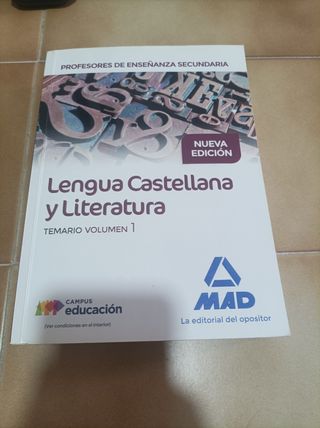 PROFESORES DE ENSEÑANZA SECUNDARIA
NUEVA
EDICIÓN
Lengua Castellana
y Literatura
TEMARIO VOLUMEN 1
CAMPUS
educación
(Ver condiciones en el interior)
MAD
La editorial del opositor